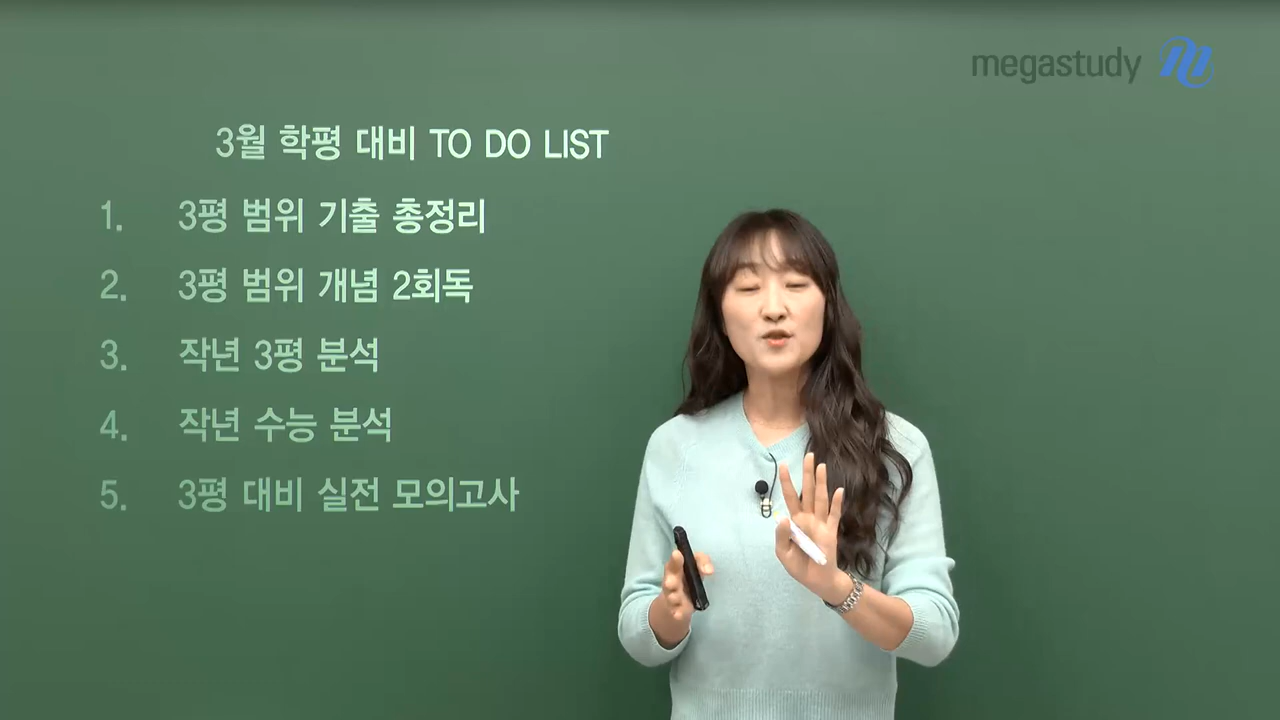 megastudy
3월 학평 대비 TO DO LIST
1. 3평 범위 기출 총정리
2. 3평 범위 개념 2회독
3. 작년 3평 분석
4. 작년 수능 분석
5. 3평 대비 실전 모의고사